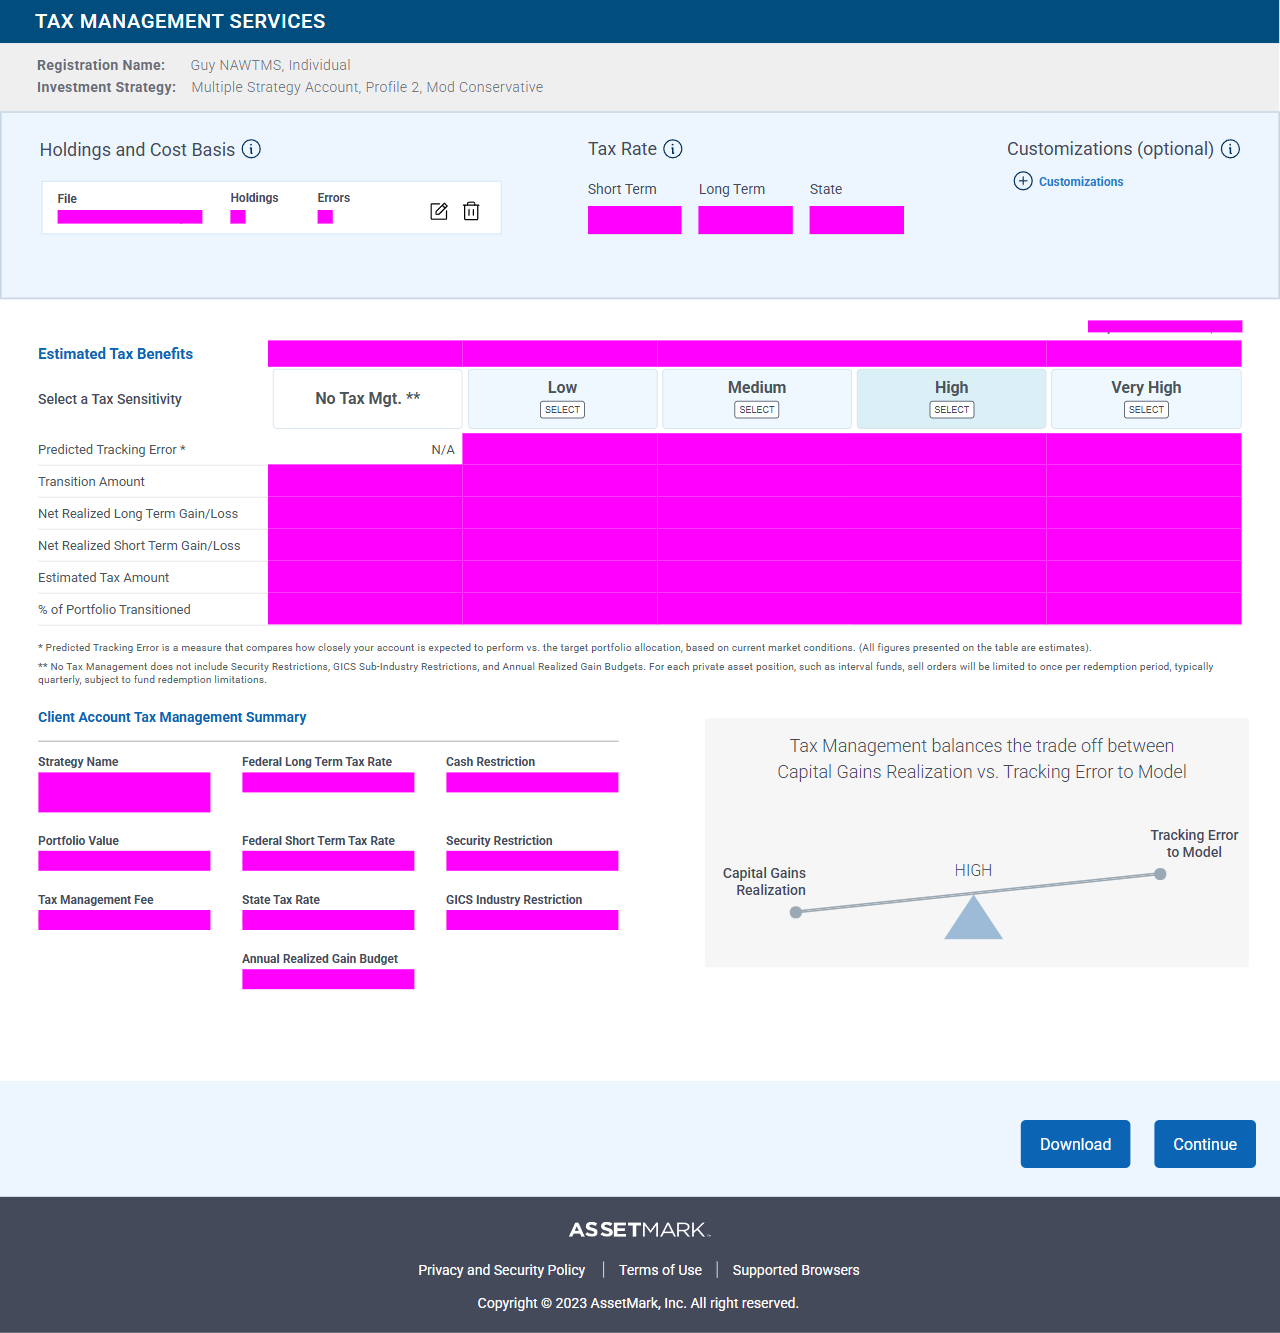 TAX MANAGEMENT SERVICES
Registration Name: Guy NAWTMS, Individual
Investment Strategy: Multiple Strategy Account, Profile 2, Mod Conservative
Holdings and Cost Basis
Tax Rate
Customizations (optional)
File Holdings Errors
Short Term Long Term State
Customizations
Estimated Tax Benefits
Select a Tax Sensitivity
No Tax Mgt. **
Low
SELECT
Medium
SELECT
High
SELECT
Very High
SELECT
Predicted Tracking Error * N/A
Transition Amount
Net Realized Long Term Gain/Loss
Net Realized Short Term Gain/Loss
Estimated Tax Amount
% of Portfolio Transitioned
* Predicted Tracking Error is a measure that compares how closely your account is expected to perform vs. the target portfolio allocation, based on current market conditions. (All figures presented on the table are estimates).
** No Tax Management does not include Security Restrictions, GICS Sub-Industry Restrictions, and Annual Realized Gain Budgets. For each private asset position, such as interval funds, sell orders will be limited to once per redemption period, typically
quarterly, subject to fund redemption limitations.
Client Account Tax Management Summary
Strategy Name Federal Long Term Tax Rate Cash Restriction
Portfolio Value Federal Short Term Tax Rate Security Restriction
Tax Management Fee State Tax Rate GICS Industry Restriction
Annual Realized Gain Budget
Tax Management balances the trade off between
Capital Gains Realization vs. Tracking Error to Model
Tracking Error
to Model
HIGH
Capital Gains
Realization
Download
Continue
ASSETMARK
Privacy and Security Policy | Terms of Use | Supported Browsers
Copyright © 2023 AssetMark, Inc. All right reserved.